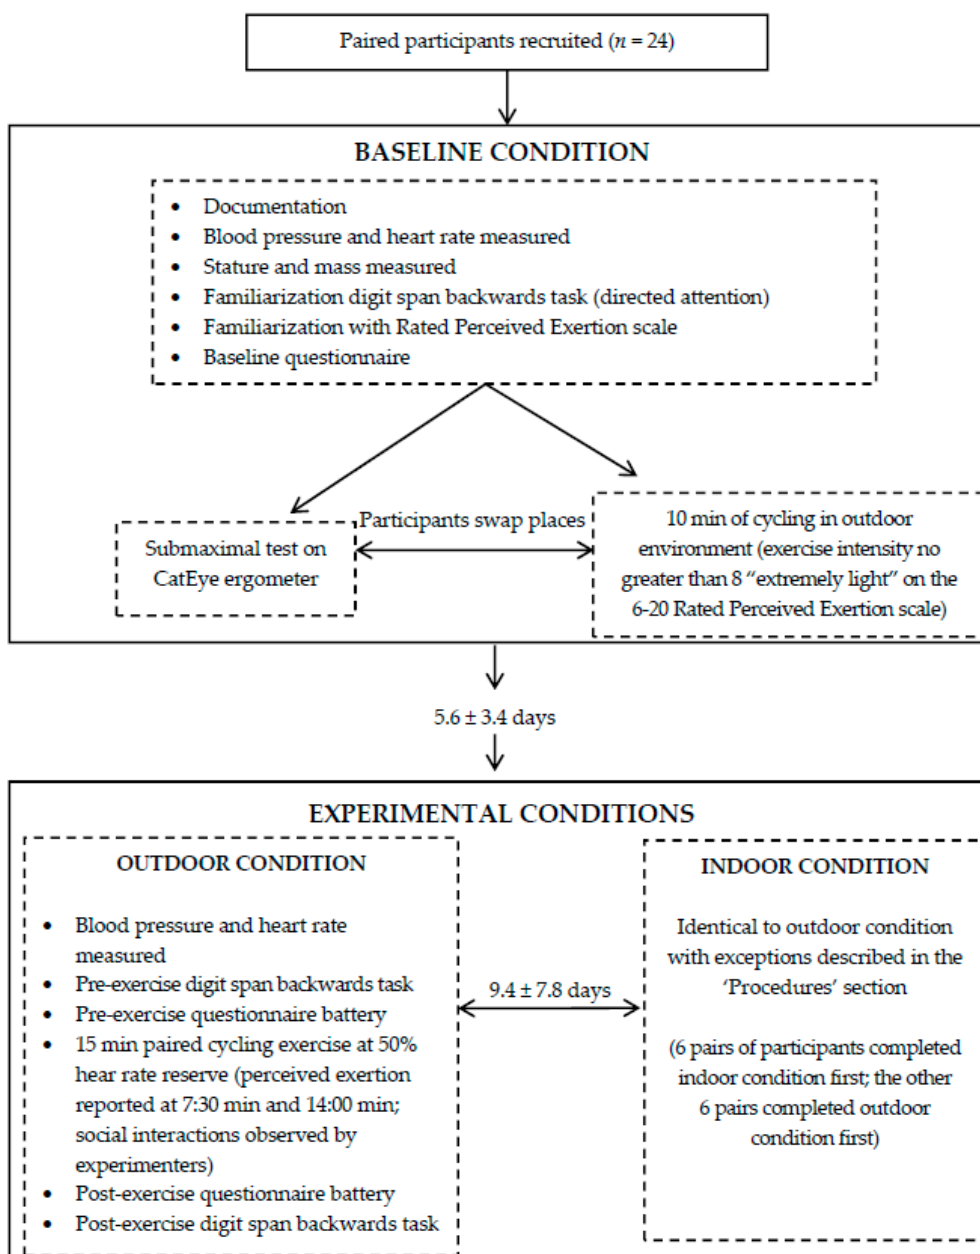 Paired participants recruited (n = 24)
BASELINE CONDITION
• Documentation
• Blood pressure and heart rate measured
• Stature and mass measured
• Familiarization digit span backwards task (directed attention)
• Familiarization with Rated Perceived Exertion scale
• Baseline questionnaire
Submaximal test on
CatEye ergometer
Participants swap places
10 min of cycling in outdoor
environment (exercise intensity no
greater than 8 “extremely light” on the
6-20 Rated Perceived Exertion scale)
5.6 ± 3.4 days
EXPERIMENTAL CONDITIONS
OUTDOOR CONDITION
• Blood pressure and heart rate
measured
• Pre-exercise digit span backwards task
• Pre-exercise questionnaire battery
• 15 min paired cycling exercise at 50%
hear rate reserve (perceived exertion
reported at 7:30 min and 14:00 min;
social interactions observed by
experimenters)
• Post-exercise questionnaire battery
• Post-exercise digit span backwards task
9.4 ± 7.8 days
INDOOR CONDITION
Identical to outdoor condition
with exceptions described in the
‘Procedures’ section
(6 pairs of participants completed
indoor condition first; the other
6 pairs completed outdoor
condition first)